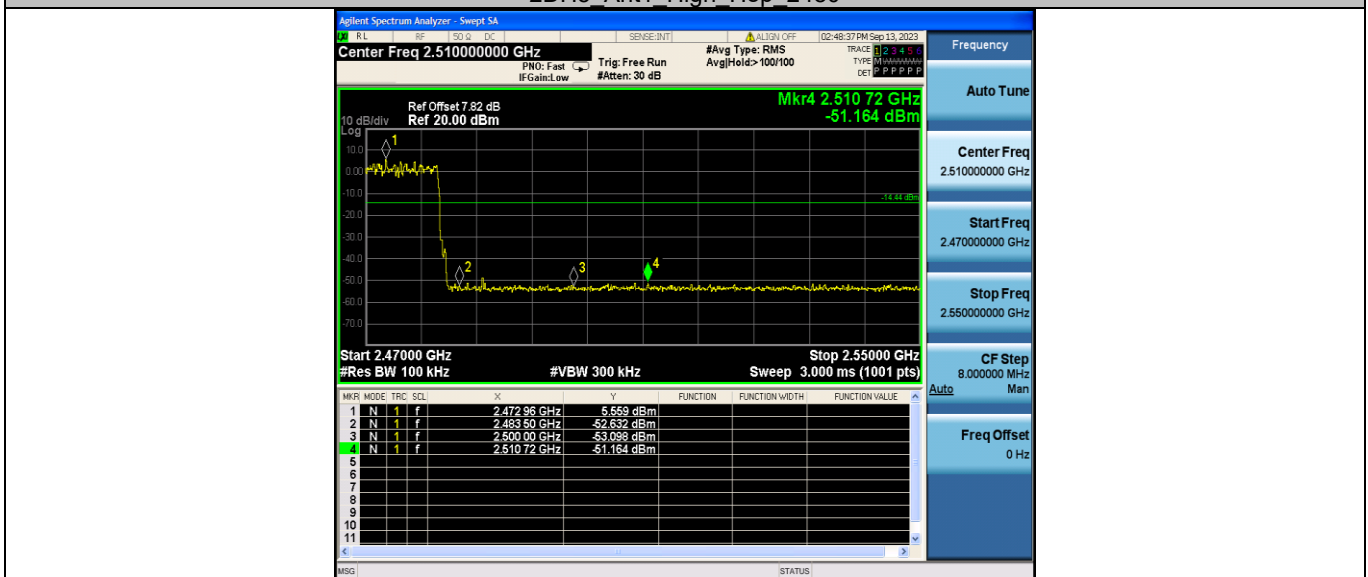 Agilent Spectrum Analyzer - Swept SA
RL RF 50 Ω DC SENSE:INT ALIGN OFF 02:48:37 PM Sep 13, 2023
Center Freq 2.510000000 GHz
PNO: Fast
IFGain:Low
Trig: Free Run
#Atten: 30 dB
#Avg Type: RMS
Avg|Hold:>100/100
TRACE 1 2 3 4 5 6
TYPE M
DET P P P P P P
Frequency
Auto Tune
Center Freq
2.510000000 GHz
Start Freq
2.470000000 GHz
Stop Freq
2.550000000 GHz
CF Step
8.000000 MHz
Auto Man
Freq Offset
0 Hz
Mkr4 2.510 72 GHz
-51.164 dBm
Ref Offset 7.82 dB
10 dB/div Ref 20.00 dBm
Log
10.0
0.00
-10.0
-20.0
-30.0
-40.0
-50.0
-60.0
-70.0
1
2
3
4
-14.44 dBm
Start 2.47000 GHz Stop 2.55000 GHz
#Res BW 100 kHz #VBW 300 kHz Sweep 3.000 ms (1001 pts)
MKR MODE TRC SCL X Y FUNCTION FUNCTION WIDTH FUNCTION VALUE
1 N 1 f 2.472 96 GHz 5.559 dBm
2 N 1 f 2.483 50 GHz -52.632 dBm
3 N 1 f 2.500 00 GHz -53.098 dBm
4 N 1 f 2.510 72 GHz -51.164 dBm
5
6
7
8
9
10
11
MSG STATUS